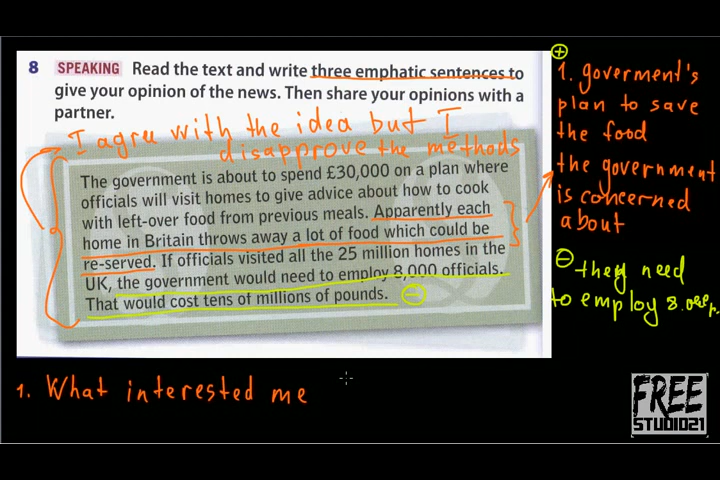 8 SPEAKING Read the text and write three emphatic sentences to
give your opinion of the news. Then share your opinions with a
partner.
I agree with the idea but I
disapprove the methods
The government is about to spend £30,000 on a plan where
officials will visit homes to give advice about how to cook
with left-over food from previous meals. Apparently each
home in Britain throws away a lot of food which could be
re-served. If officials visited all the 25 million homes in the
UK, the government would need to employ 8,000 officials.
That would cost tens of millions of pounds.
1. What interested me
1. goverment's
plan to save
the food
the government
is concerned
about
they need
to employ
FREE
STUDIO21